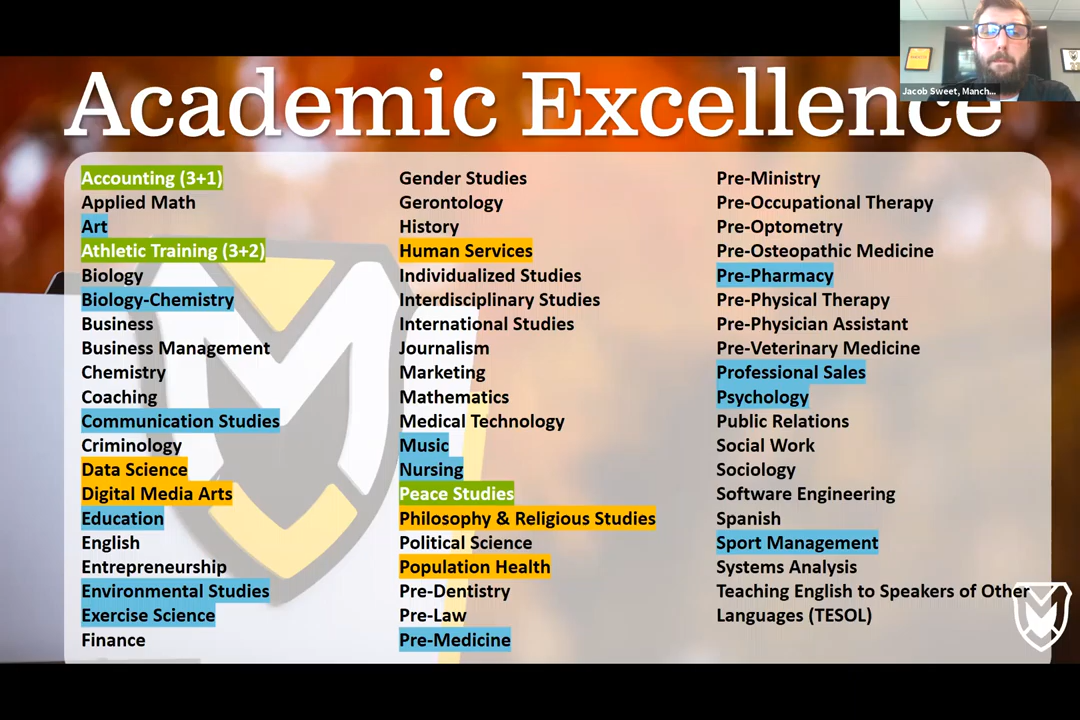 Jacob Sweet, Manch...
Academic Excellence
Accounting (3+1)
Applied Math
Art
Athletic Training (3+2)
Biology
Biology-Chemistry
Business
Business Management
Chemistry
Coaching
Communication Studies
Criminology
Data Science
Digital Media Arts
Education
English
Entrepreneurship
Environmental Studies
Exercise Science
Finance
Gender Studies
Gerontology
History
Human Services
Individualized Studies
Interdisciplinary Studies
International Studies
Journalism
Marketing
Mathematics
Medical Technology
Music
Nursing
Peace Studies
Philosophy & Religious Studies
Political Science
Population Health
Pre-Dentistry
Pre-Law
Pre-Medicine
Pre-Ministry
Pre-Occupational Therapy
Pre-Optometry
Pre-Osteopathic Medicine
Pre-Pharmacy
Pre-Physical Therapy
Pre-Physician Assistant
Pre-Veterinary Medicine
Professional Sales
Psychology
Public Relations
Social Work
Sociology
Software Engineering
Spanish
Sport Management
Systems Analysis
Teaching English to Speakers of Other
Languages (TESOL)